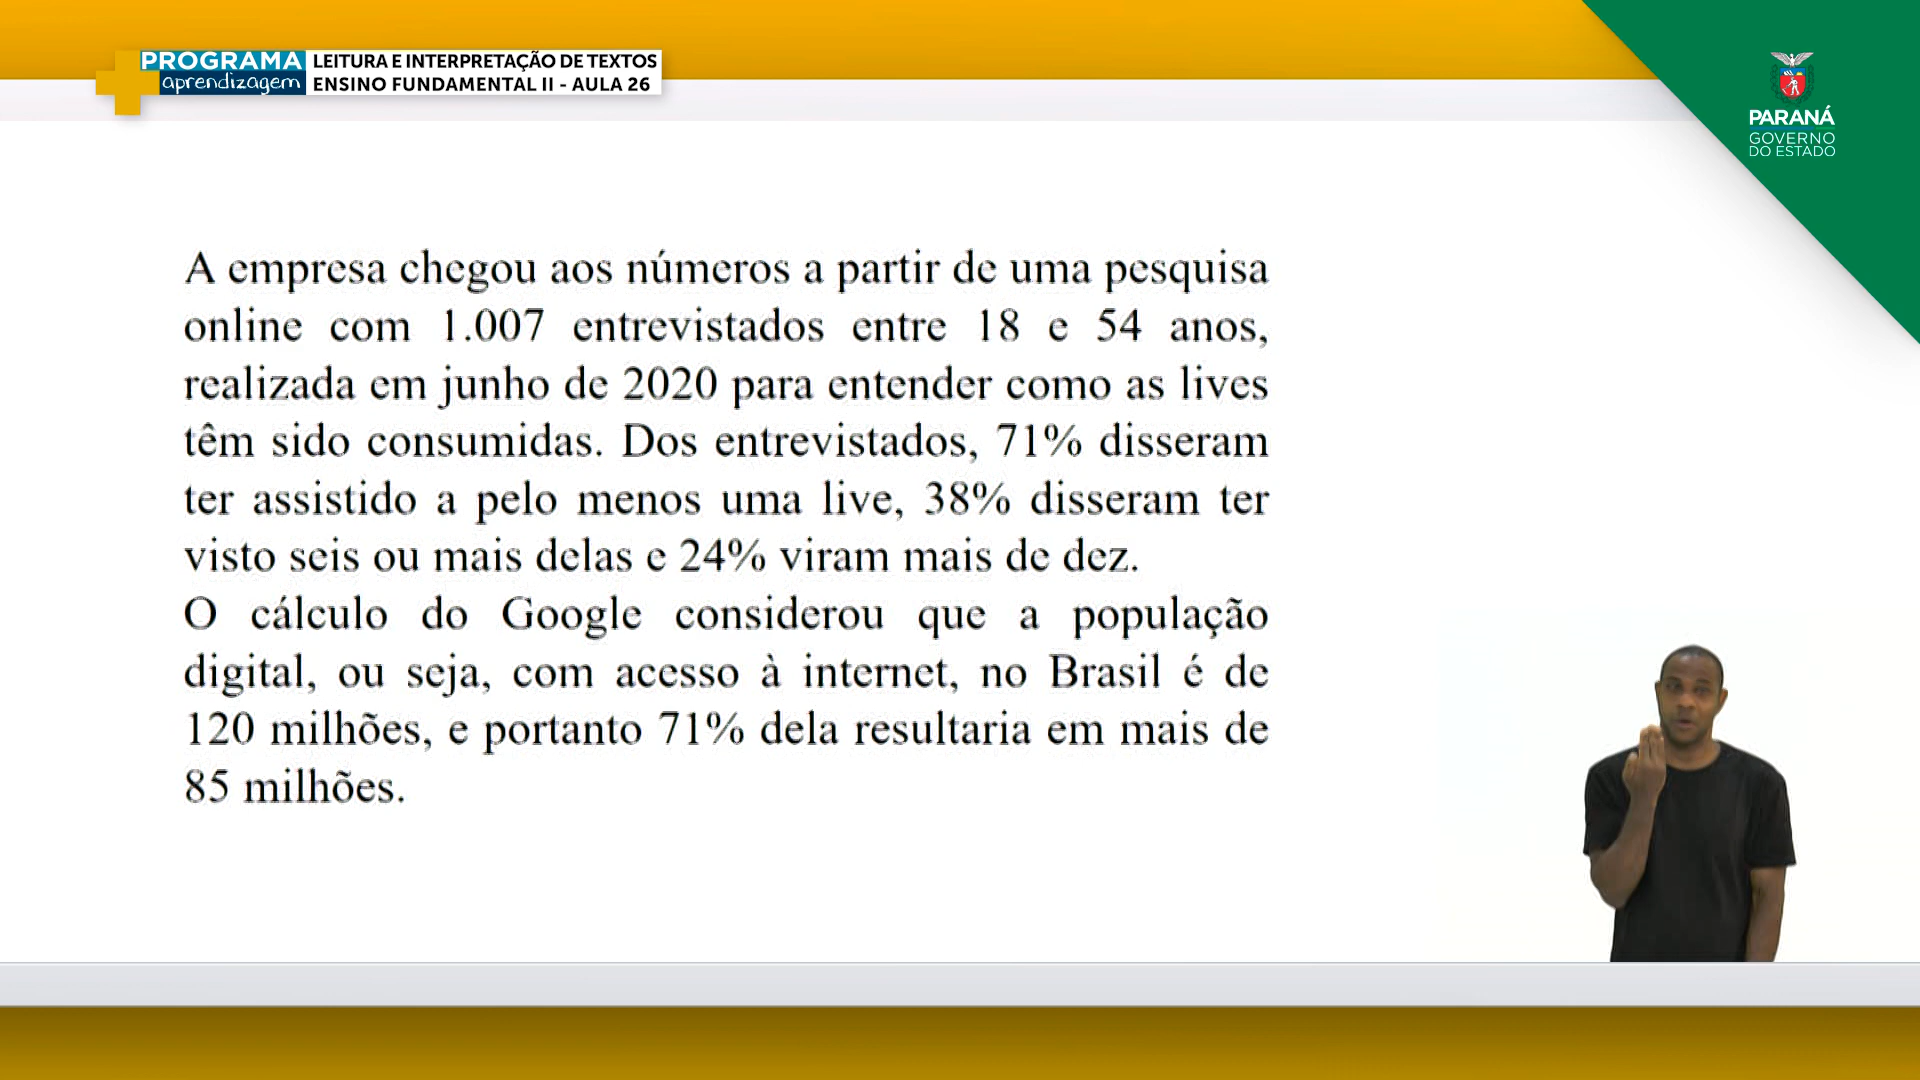 PROGRAMA
aprendizagem
LEITURA E INTERPRETAÇÃO DE TEXTOS
ENSINO FUNDAMENTAL II - AULA 26
PARANÁ
GOVERNO
DO ESTADO
A empresa chegou aos números a partir de uma pesquisa
online com 1.007 entrevistados entre 18 e 54 anos,
realizada em junho de 2020 para entender como as lives
têm sido consumidas. Dos entrevistados, 71% disseram
ter assistido a pelo menos uma live, 38% disseram ter
visto seis ou mais delas e 24% viram mais de dez.
O cálculo do Google considerou que a população
digital, ou seja, com acesso à internet, no Brasil é de
120 milhões, e portanto 71% dela resultaria em mais de
85 milhões.